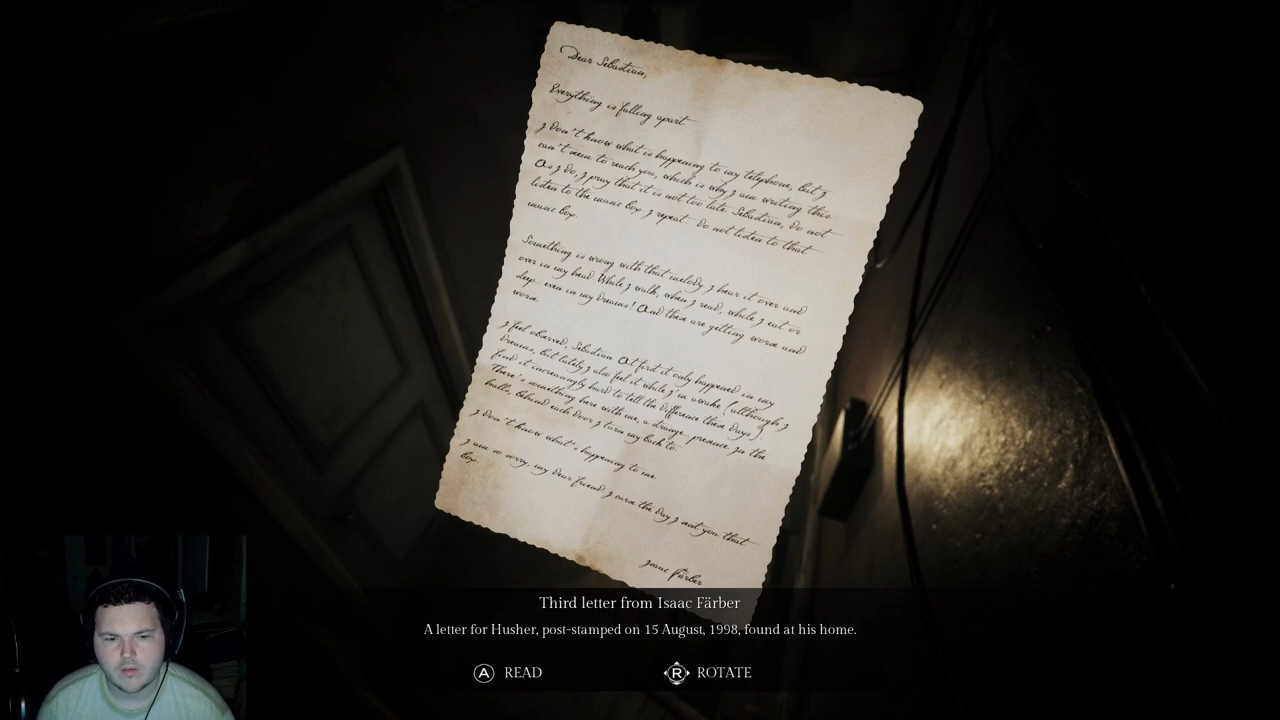 Dear Sebastian,
Everything is falling apart
I don't know what is happening to my telephone, but I
can't seem to reach you, which is why I am writing this.
As I do, I pray that it is not too late. Sebastian, do not
listen to the music box. I repeat: do not listen to that
music box.
Something is wrong with that melody. I hear it over and
over in my head. While I walk, when I read, while I eat or
sleep... even in my dreams! And these are getting worse and
worse.
I feel observed, Sebastian. At first it only happened in my
dreams, but lately I also feel it while I'm awake (although I
find it increasingly hard to tell the difference these days).
There's something here with me, a strange presence. In the
halls, behind each door, I turn my back to.
I don't know what's happening to me.
I am so sorry, my dear friend. I curse the day I sent you that
box.
Isaac Färber
Third letter from Isaac Färber
A letter for Husher, post-stamped on 15 August, 1998, found at his home.
A READ R ROTATE